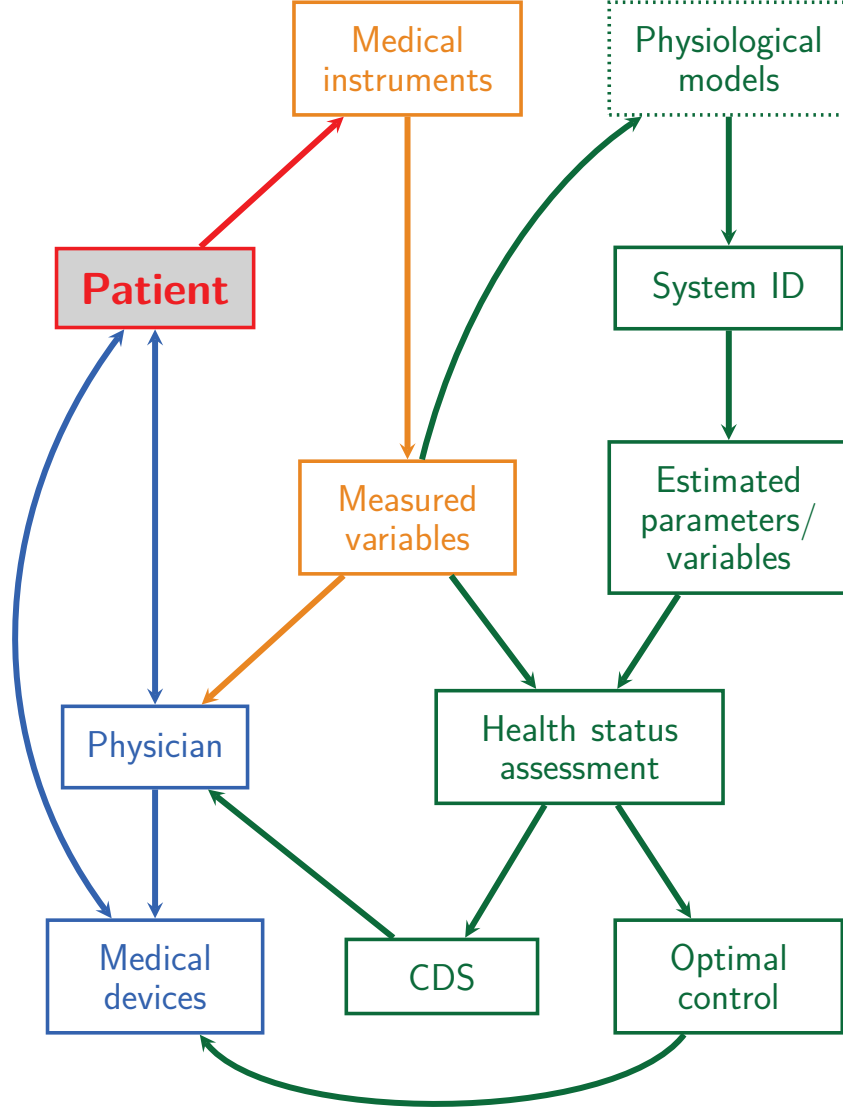 Medical
instruments
Physiological
models
Patient
System ID
Measured
variables
Estimated
parameters/
variables
Physician
Health status
assessment
Medical
devices
CDS
Optimal
control